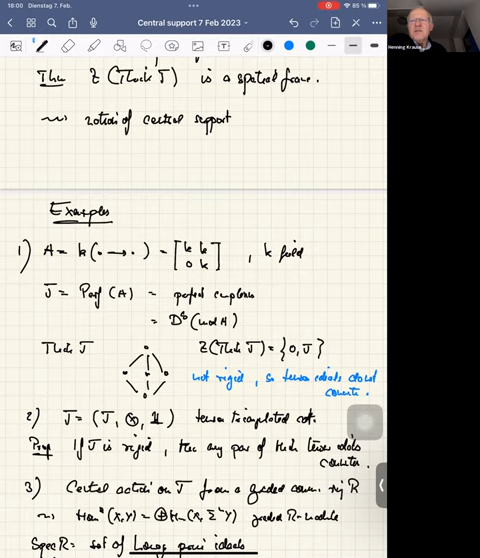 18:00 Dienstag 7. Feb.
85 %
Central support 7 Feb 2023
Henning Krause
Thm Z(Thick T) is a spatial frame.
⇝ notion of central support
Examples
1) A = k(∘ → ∘) = [k k; 0 k] , k field
T = Perf(A) = perfect complexes
= Dᵇ(mod A)
Thick T Z(Thick T) = {0, T}
not rigid, so tensor ideals do not
commute.
2) T = (T, ⊗, 𝟙) tensor triangulated cat.
Prop If T is rigid, then any pair of thick tensor ideals
commutes.
3) Central action on T from a graded comm. ring R
⇝ Hom*(X,Y) = ⊕ Hom(X, Σⁿ Y) graded R-module
Spec R = set of homog. prime ideals